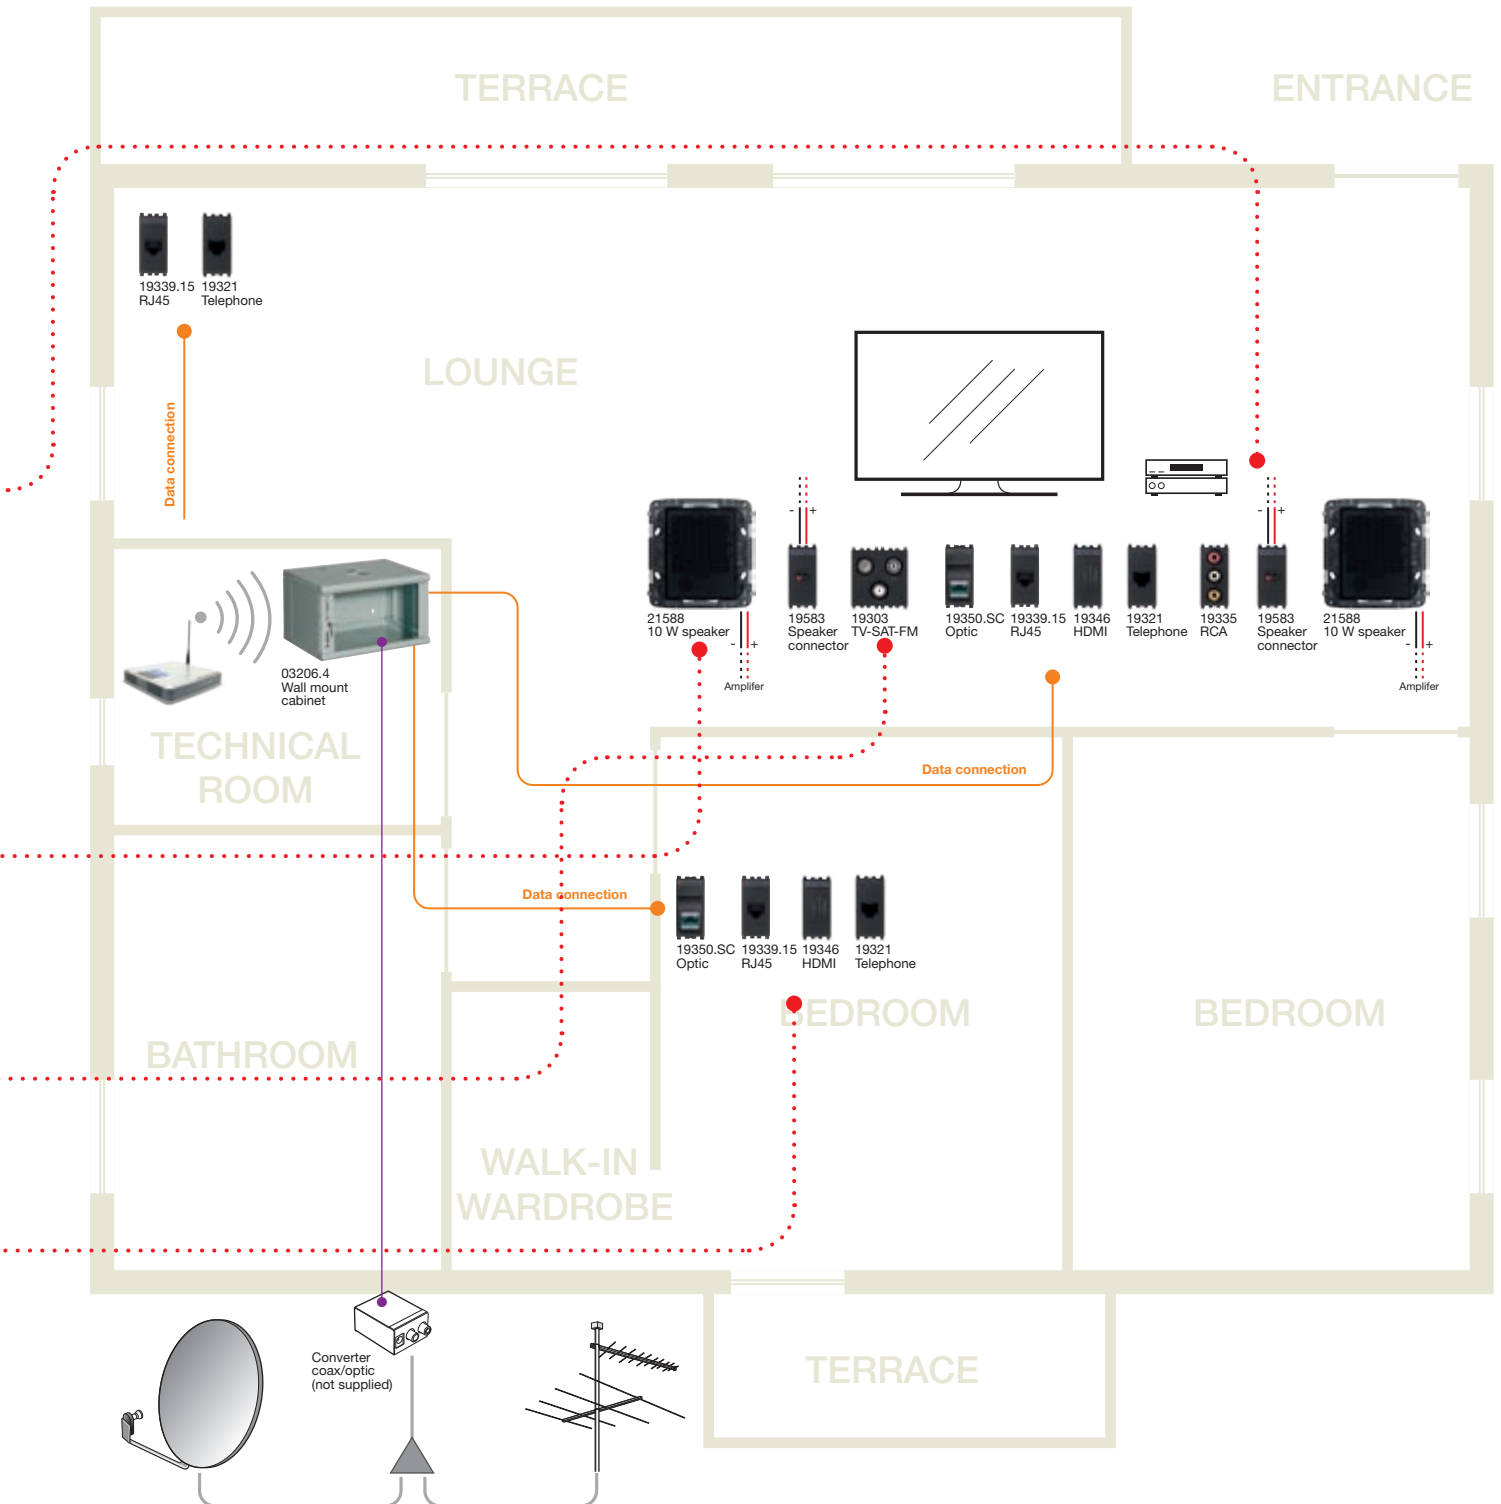 TERRACE
ENTRANCE
19339.15
RJ45
19321
Telephone
LOUNGE
Data connection
-
+
-
+
21588
10 W speaker
-
+
Amplifer
19583
Speaker
connector
19303
TV-SAT-FM
19350.SC
Optic
19339.15
RJ45
19346
HDMI
19321
Telephone
19335
RCA
19583
Speaker
connector
21588
10 W speaker
-
+
Amplifer
03206.4
Wall mount
cabinet
TECHNICAL
ROOM
Data connection
Data connection
19350.SC
Optic
19339.15
RJ45
19346
HDMI
19321
Telephone
BEDROOM
BEDROOM
BATHROOM
WALK-IN
WARDROBE
Converter
coax/optic
(not supplied)
TERRACE